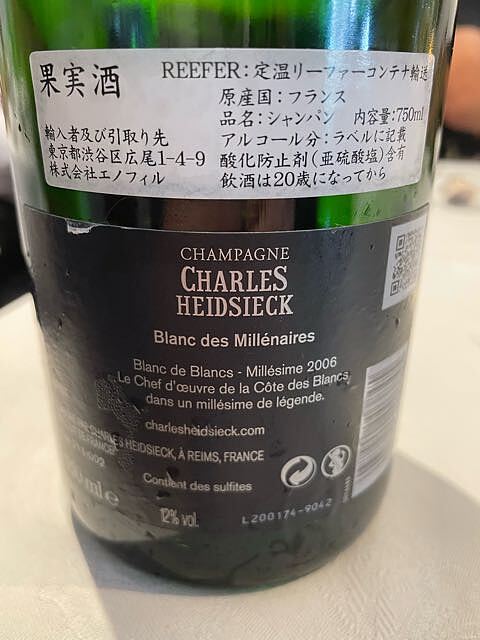 果実酒
REEFER：定温リーファーコンテナ輸送
原産国：フランス
品名：シャンパン 内容量：750ml
輸入者及び引取り先
アルコール分：ラベルに記載
東京都渋谷区広尾1-4-9
酸化防止剤(亜硫酸塩)含有
株式会社エノフィル
飲酒は20歳になってから
CHAMPAGNE
CHARLES
HEIDSIECK
Blanc des Millénaires
Blanc de Blancs - Millésime 2006
Le Chef d'œuvre de la Côte des Blancs
dans un millésime de légende.
charlesheidsieck.com
CHARLES HEIDSIECK, À REIMS, FRANCE
Contient des sulfites
ml e
12% vol.
L200174-9042